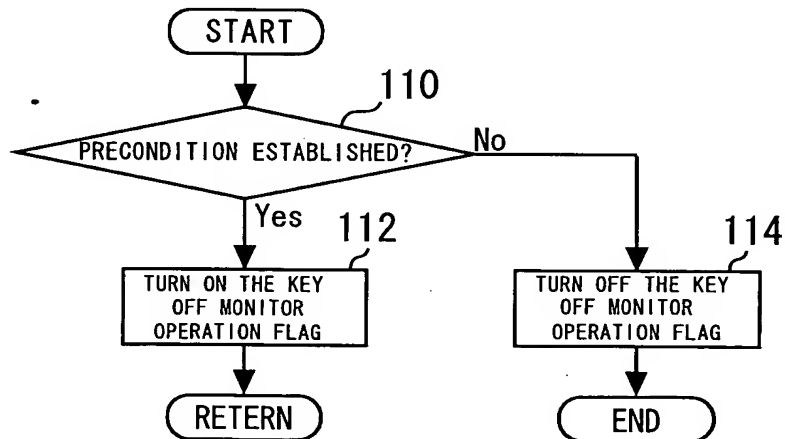 START
110
PRECONDITION ESTABLISHED?
No
Yes
112
114
TURN ON THE KEY
OFF MONITOR
OPERATION FLAG
TURN OFF THE KEY
OFF MONITOR
OPERATION FLAG
RETERN
END